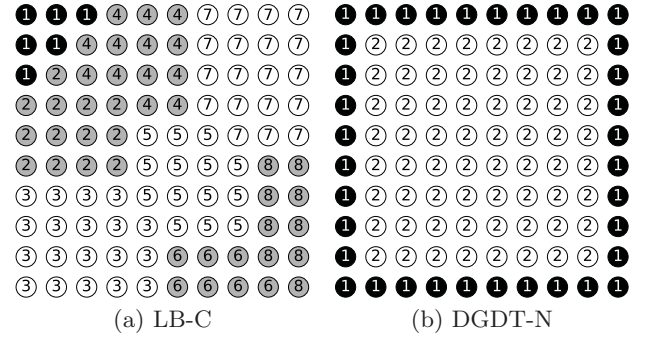 1 1 1 4 4 4 7 7 7 7 1 1 1 1 1 1 1 1 1 1
1 1 4 4 4 4 7 7 7 7 1 2 2 2 2 2 2 2 2 1
1 2 4 4 4 4 7 7 7 7 1 2 2 2 2 2 2 2 2 1
2 2 2 2 4 4 7 7 7 7 1 2 2 2 2 2 2 2 2 1
2 2 2 2 5 5 5 7 7 7 1 2 2 2 2 2 2 2 2 1
2 2 2 2 5 5 5 5 8 8 1 2 2 2 2 2 2 2 2 1
3 3 3 3 5 5 5 5 8 8 1 2 2 2 2 2 2 2 2 1
3 3 3 3 3 5 5 5 8 8 1 2 2 2 2 2 2 2 2 1
3 3 3 3 3 6 6 6 8 8 1 2 2 2 2 2 2 2 2 1
3 3 3 3 3 6 6 6 6 8 1 1 1 1 1 1 1 1 1 1
(a) LB-C (b) DGDT-N